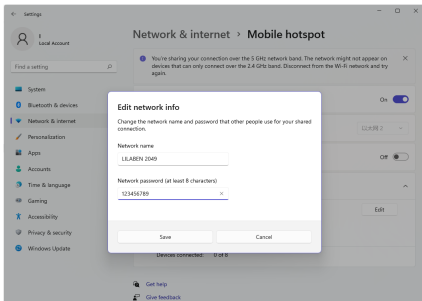 Settings
Local Account
Find a setting
System
Bluetooth & devices
Network & internet
Personalization
Apps
Accounts
Time & language
Gaming
Accessibility
Privacy & security
Windows Update
Network & internet > Mobile hotspot
You're sharing your connection over the 5 GHz network band. The network might not appear on
devices that can only connect over the 2.4 GHz band. Disconnect from the Wi-Fi network and try
again.
On
以太网 2
Off
Edit
Edit network info
Change the network name and password that other people use for your shared
connection.
Network name
LILABEN 2049
Network password (at least 8 characters)
123456789
Save
Cancel
Devices connected: 0 of 8
Get help
Give feedback